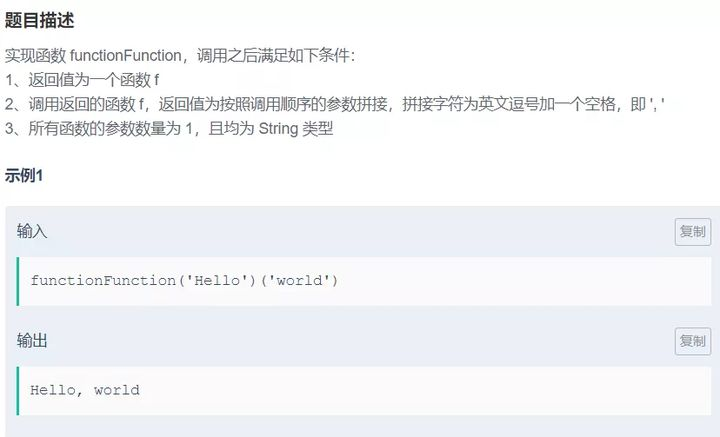 题目描述
实现函数 functionFunction，调用之后满足如下条件：
1、返回值为一个函数 f
2、调用返回的函数 f，返回值为按照调用顺序的参数拼接，拼接字符为英文逗号加一个空格，即 ', '
3、所有函数的参数数量为 1，且均为 String 类型
示例1
输入
复制
functionFunction('Hello')('world')
输出
复制
Hello, world